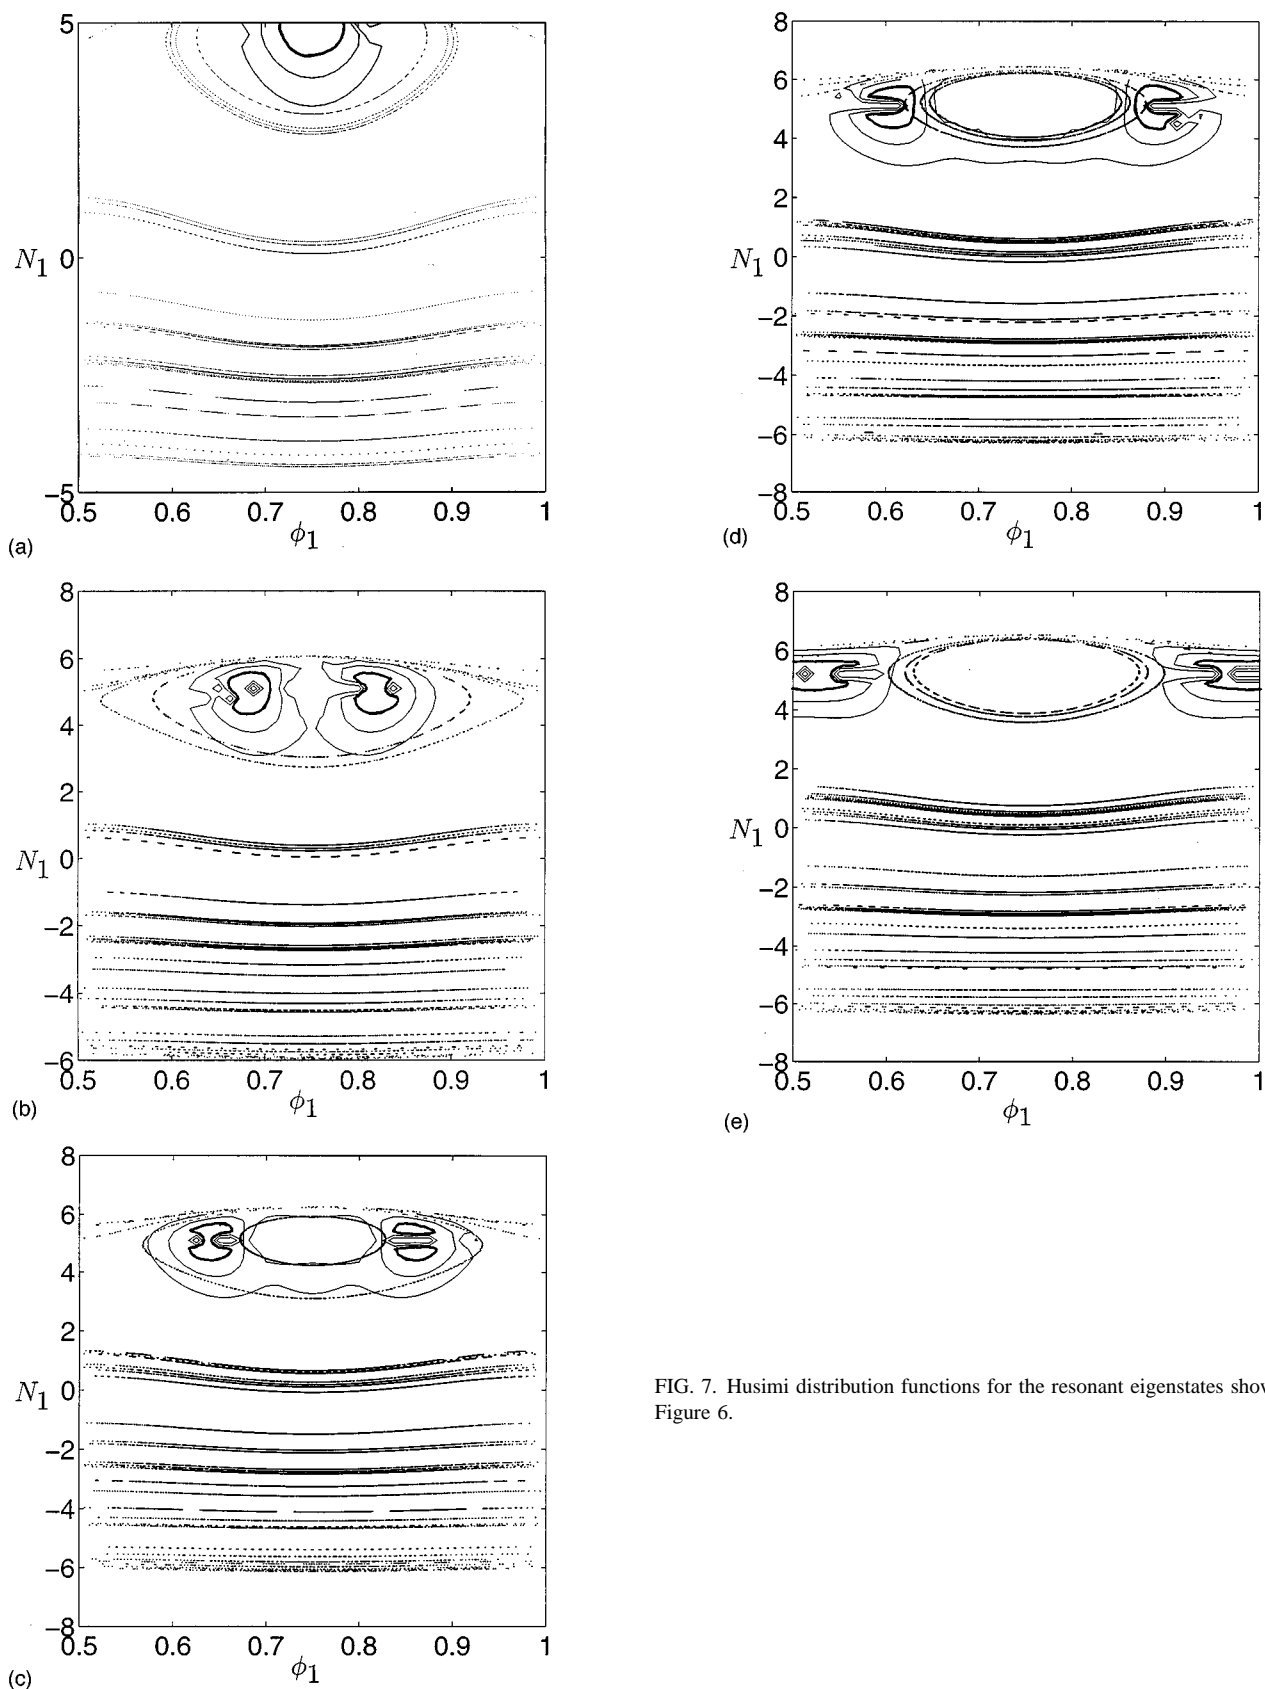 5
N1
0
−5
0.5 0.6 0.7 0.8 0.9 1
ϕ1
(a)
8
6
4
2
N1
0
−2
−4
−6
0.5 0.6 0.7 0.8 0.9 1
ϕ1
(b)
8
6
4
2
N1
0
−2
−4
−6
−8
0.5 0.6 0.7 0.8 0.9 1
ϕ1
(c)
8
6
4
2
N1
0
−2
−4
−6
−8
0.5 0.6 0.7 0.8 0.9 1
ϕ1
(d)
8
6
4
2
N1
0
−2
−4
−6
−8
0.5 0.6 0.7 0.8 0.9 1
ϕ1
(e)
FIG. 7. Husimi distribution functions for the resonant eigenstates
Figure 6.